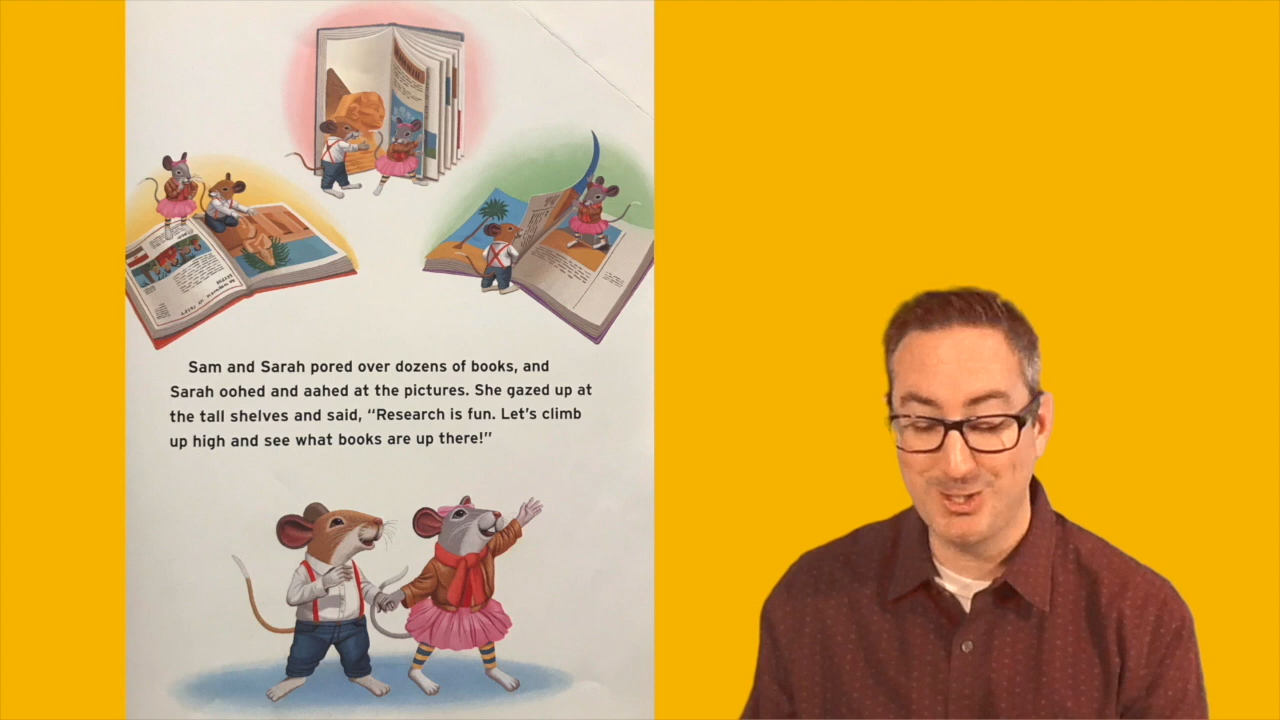 Sam and Sarah pored over dozens of books, and
Sarah oohed and aahed at the pictures. She gazed up at
the tall shelves and said, “Research is fun. Let’s climb
up high and see what books are up there!”